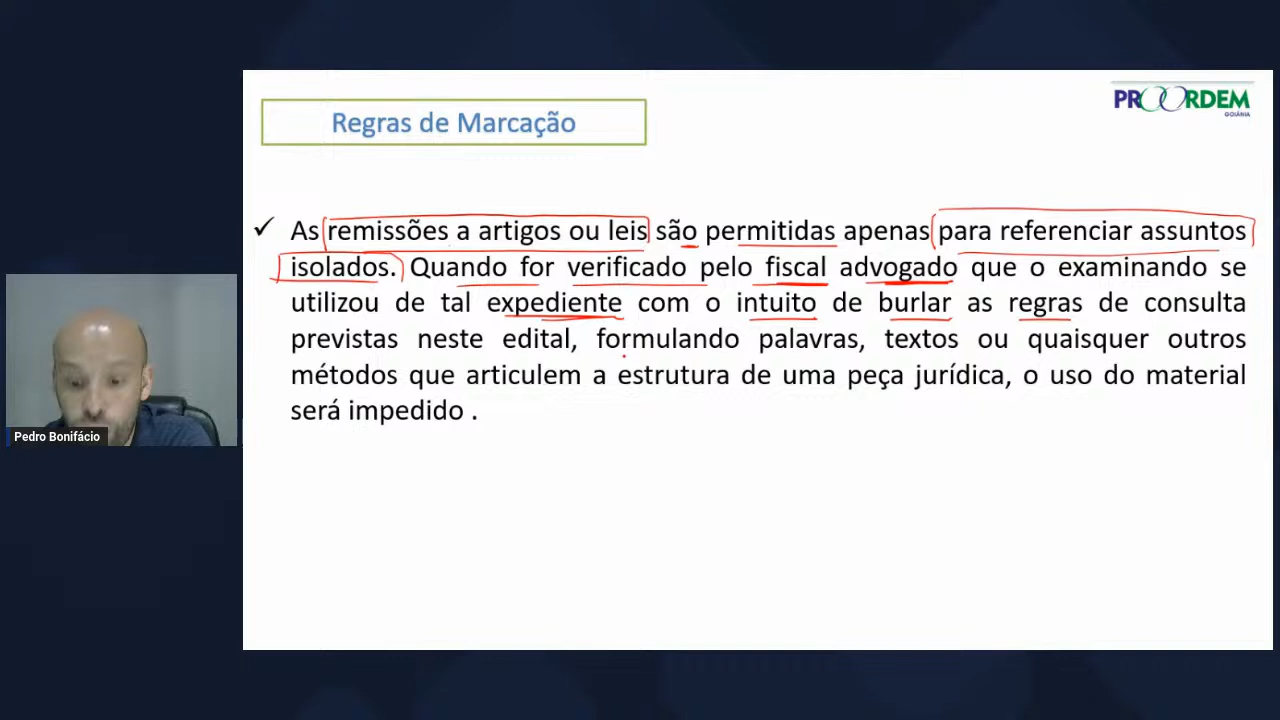 PROORDEM
GOIÂNIA
Regras de Marcação
✓ As remissões a artigos ou leis são permitidas apenas para referenciar assuntos
isolados. Quando for verificado pelo fiscal advogado que o examinando se
utilizou de tal expediente com o intuito de burlar as regras de consulta
previstas neste edital, formulando palavras, textos ou quaisquer outros
métodos que articulem a estrutura de uma peça jurídica, o uso do material
será impedido .
Pedro Bonifácio